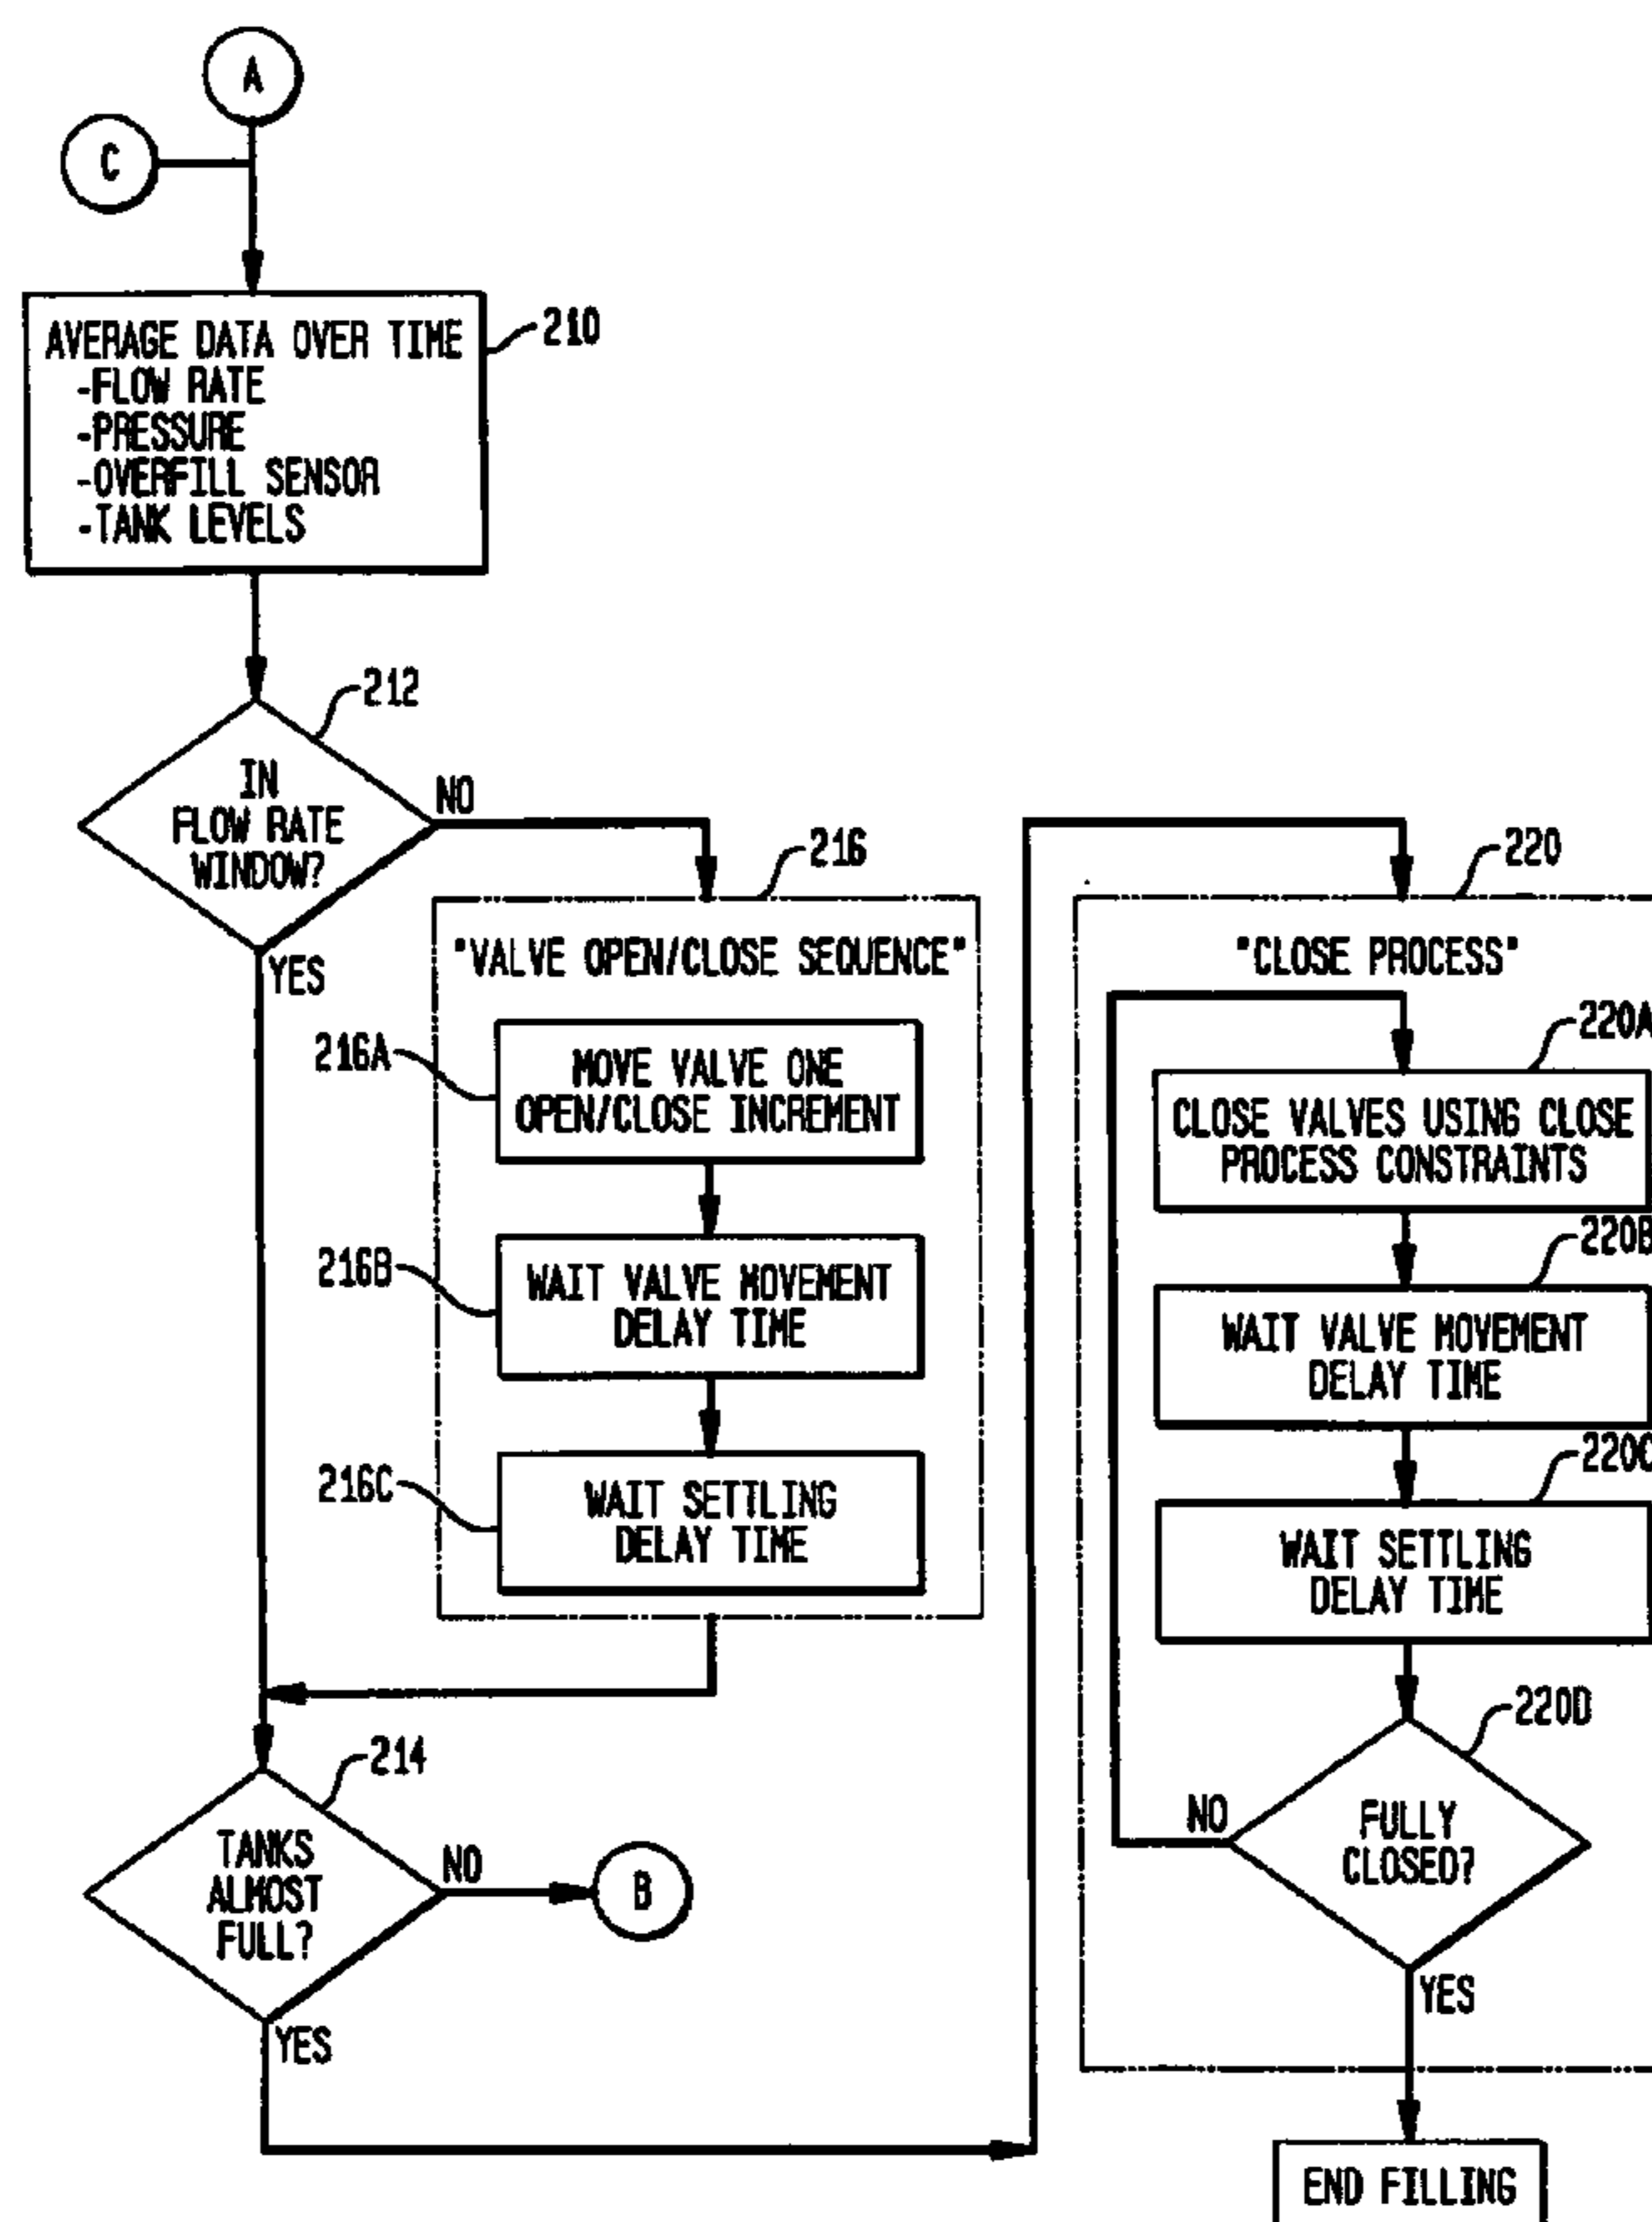 A
C
AVERAGE DATA OVER TIME
-FLOW RATE
-PRESSURE
-OVERFILL SENSOR
-TANK LEVELS
210
212
IN
FLOW RATE
WINDOW?
NO
YES
216
"VALVE OPEN/CLOSE SEQUENCE"
216A
MOVE VALVE ONE
OPEN/CLOSE INCREMENT
216B
WAIT VALVE MOVEMENT
DELAY TIME
216C
WAIT SETTLING
DELAY TIME
214
TANKS
ALMOST
FULL?
NO
B
YES
220
"CLOSE PROCESS"
220A
CLOSE VALVES USING CLOSE
PROCESS CONSTRAINTS
220B
WAIT VALVE MOVEMENT
DELAY TIME
220C
WAIT SETTLING
DELAY TIME
220D
FULLY
CLOSED?
NO
YES
END FILLING